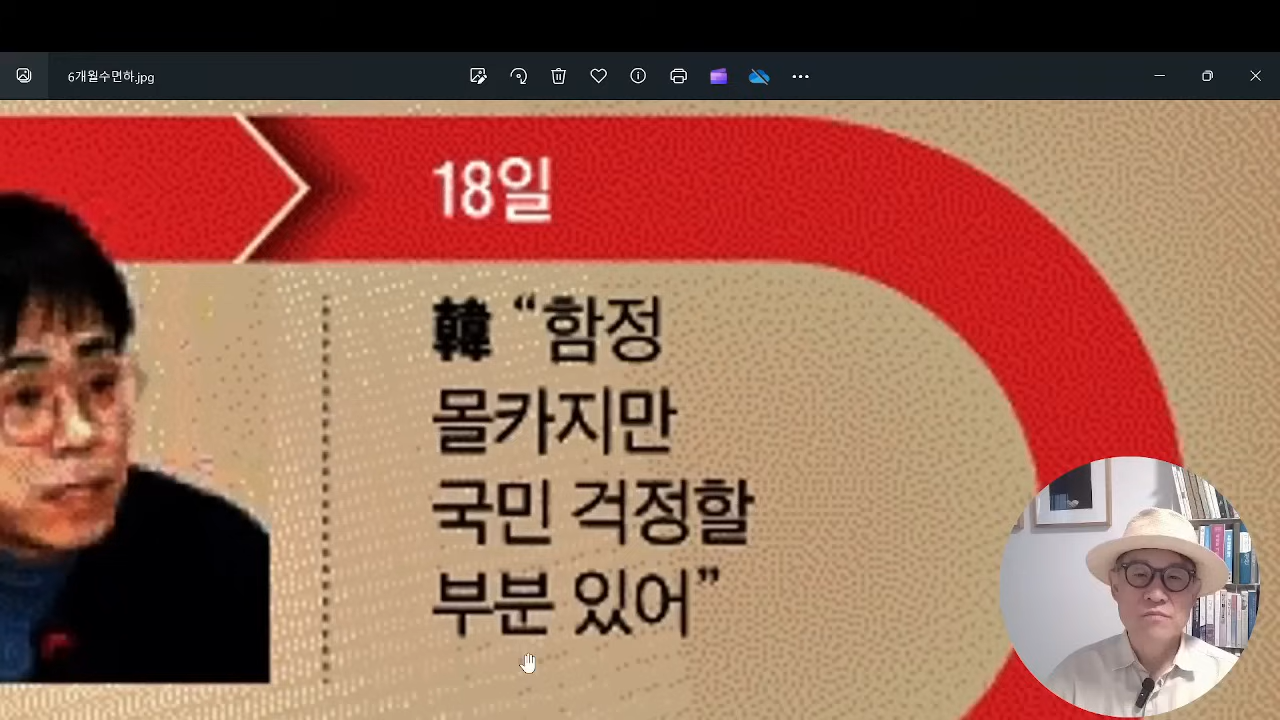 6개월수면하.jpg
18일
韓 “함정
몰카지만
국민 걱정할
부분 있어”